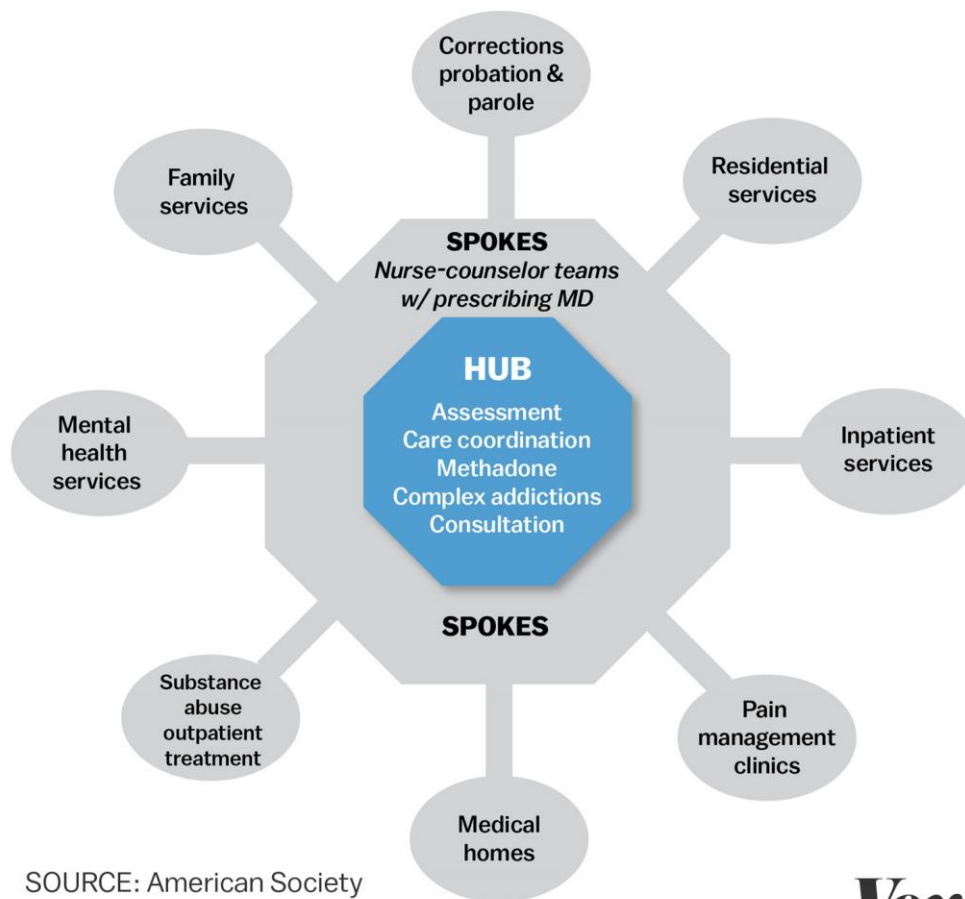 Corrections
probation &
parole
Family
services
Residential
services
SPOKES
Nurse-counselor teams
w/ prescribing MD
HUB
Assessment
Care coordination
Methadone
Complex addictions
Consultation
Mental
health
services
Inpatient
services
SPOKES
Substance
abuse
outpatient
treatment
Pain
management
clinics
Medical
homes
SOURCE: American Society